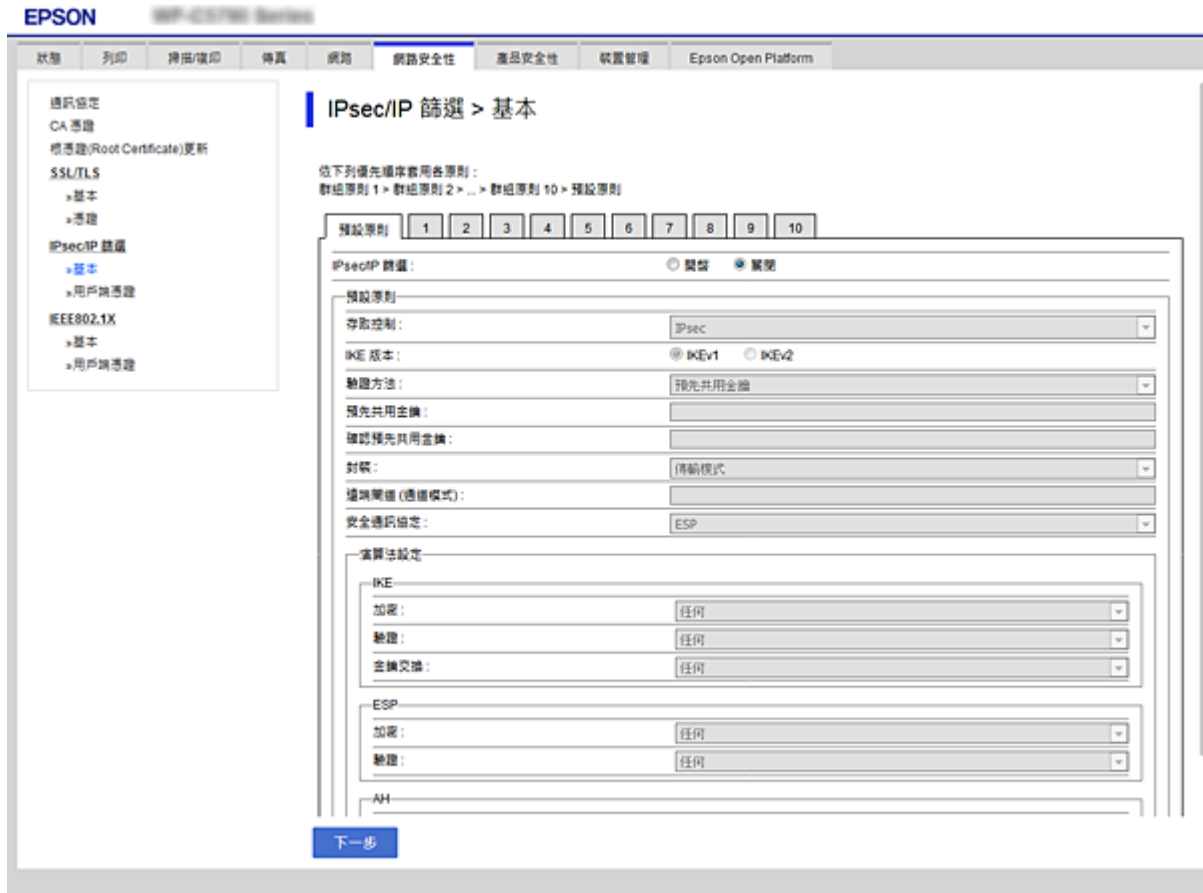 EPSON
狀態 列印 掃描/複印 傳真 網路 網路安全性 產品安全性 裝置管理 Epson Open Platform
通訊協定
CA 憑證
根憑證(Root Certificate)更新
SSL/TLS
»基本
»憑證
IPsec/IP 篩選
»基本
»用戶端憑證
IEEE802.1X
»基本
»用戶端憑證
IPsec/IP 篩選 > 基本
依下列優先順序套用各原則 :
群組原則 1 > 群組原則 2 > ... > 群組原則 10 > 預設原則
預設原則 1 2 3 4 5 6 7 8 9 10
IPsec/IP 篩選 : 開啟 關閉
預設原則
存取控制 : IPsec
IKE 版本 : IKEv1 IKEv2
驗證方法 : 預先共用金鑰
預先共用金鑰 :
確認預先共用金鑰 :
封裝 : 傳輸模式
遠端閘道 (通道模式) :
安全通訊協定 : ESP
演算法設定
IKE
加密 : 任何
驗證 : 任何
金鑰交換 : 任何
ESP
加密 : 任何
驗證 : 任何
AH
下一步